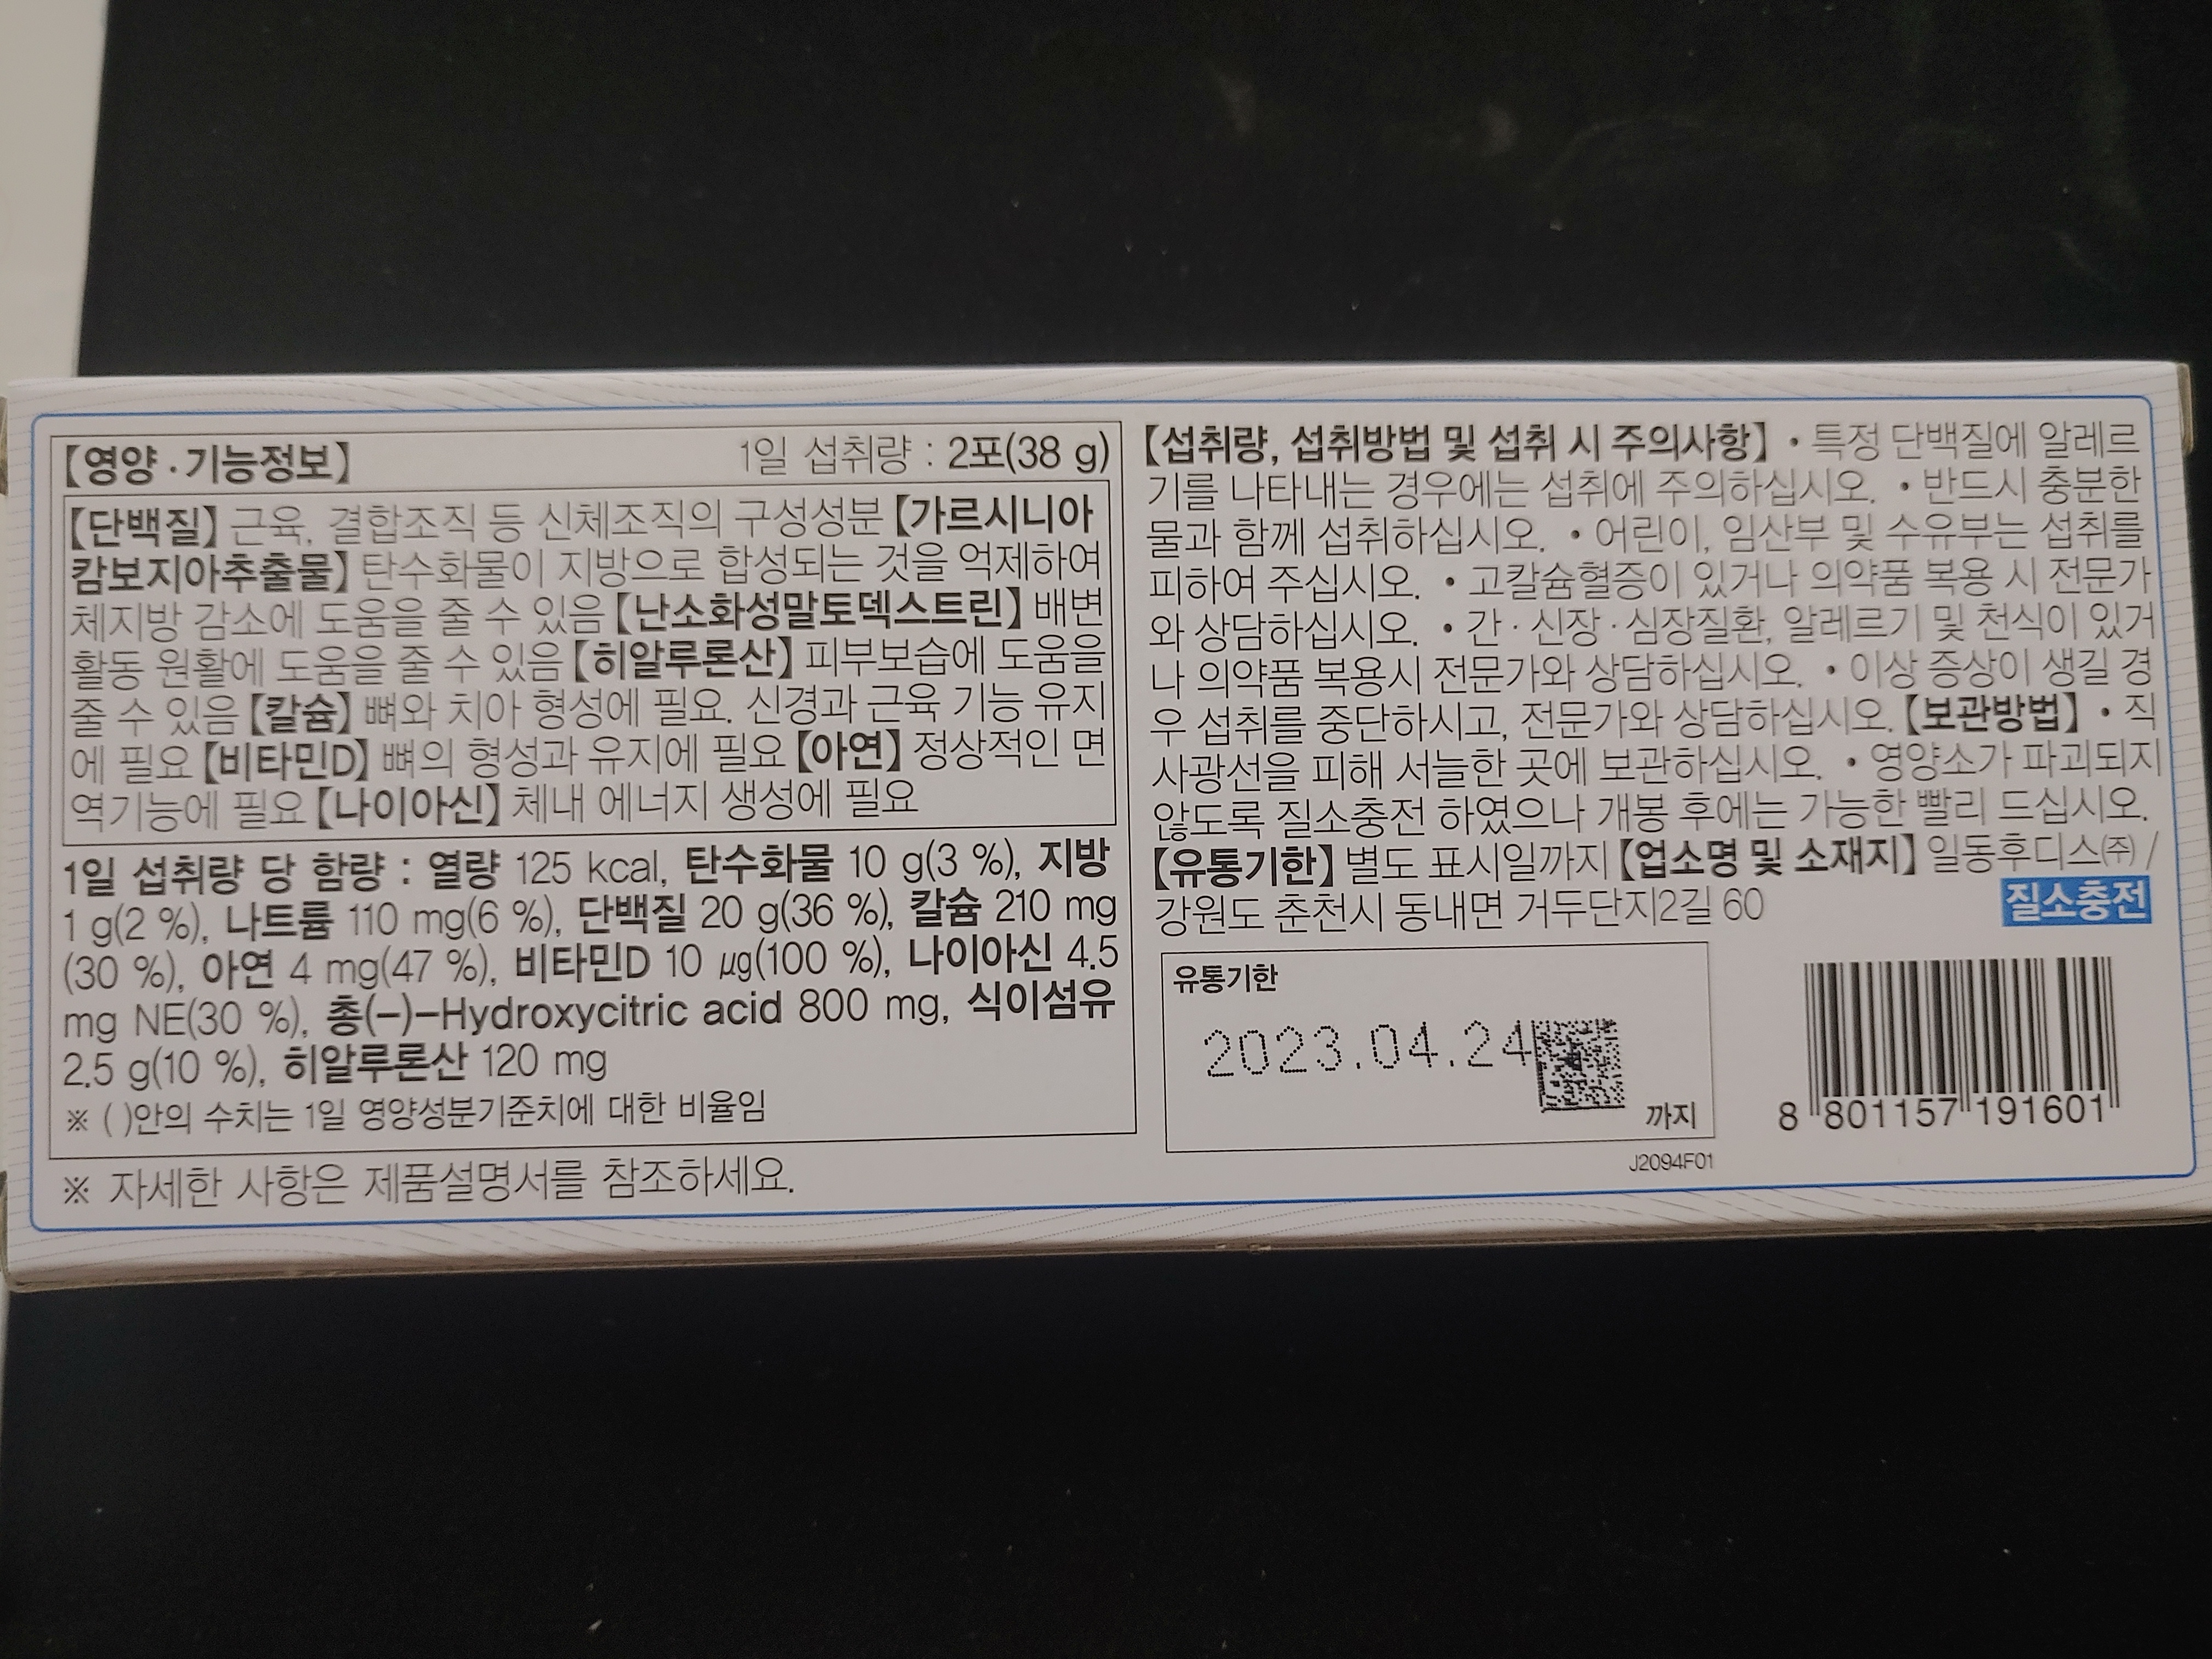 【영양 · 기능정보】 1일 섭취량 : 2포(38 g)
【단백질】 근육, 결합조직 등 신체조직의 구성성분【가르시니아
캄보지아추출물】 탄수화물이 지방으로 합성되는 것을 억제하여
체지방 감소에 도움을 줄 수 있음【난소화성말토덱스트린】 배변
활동 원활에 도움을 줄 수 있음【히알루론산】 피부보습에 도움을
줄 수 있음【칼슘】 뼈와 치아 형성에 필요. 신경과 근육 기능 유지
에 필요【비타민D】 뼈의 형성과 유지에 필요【아연】 정상적인 면
역기능에 필요【나이아신】 체내 에너지 생성에 필요
1일 섭취량 당 함량 : 열량 125 kcal, 탄수화물 10 g(3 %), 지방
1 g(2 %), 나트륨 110 mg(6 %), 단백질 20 g(36 %), 칼슘 210 mg
(30 %), 아연 4 mg(47 %), 비타민D 10 μg(100 %), 나이아신 4.5
mg NE(30 %), 총(-)-Hydroxycitric acid 800 mg, 식이섬유
2.5 g(10 %), 히알루론산 120 mg
※ ( )안의 수치는 1일 영양성분기준치에 대한 비율임
※ 자세한 사항은 제품설명서를 참조하세요.
【섭취량, 섭취방법 및 섭취 시 주의사항】 • 특정 단백질에 알레르
기를 나타내는 경우에는 섭취에 주의하십시오. • 반드시 충분한
물과 함께 섭취하십시오. • 어린이, 임산부 및 수유부는 섭취를
피하여 주십시오. • 고칼슘혈증이 있거나 의약품 복용 시 전문가
와 상담하십시오. • 간 · 신장 · 심장질환, 알레르기 및 천식이 있거
나 의약품 복용시 전문가와 상담하십시오. • 이상 증상이 생길 경
우 섭취를 중단하시고, 전문가와 상담하십시오.【보관방법】 • 직
사광선을 피해 서늘한 곳에 보관하십시오. • 영양소가 파괴되지
않도록 질소충전 하였으나 개봉 후에는 가능한 빨리 드십시오.
【유통기한】 별도 표시일까지【업소명 및 소재지】 일동후디스㈜ /
강원도 춘천시 동내면 거두단지2길 60
질소충전
유통기한
2023.04.24
까지
8 801157 191601
J2094F01